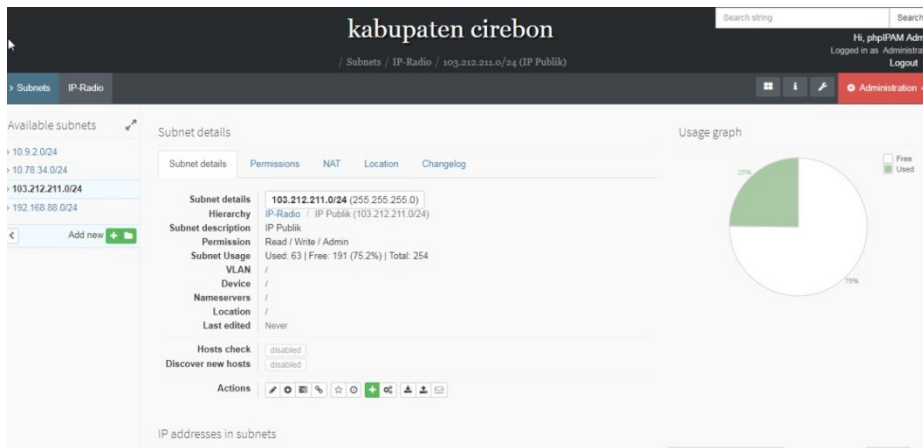 kabupaten cirebon
/ Subnets / IP-Radio / 103.212.211.0/24 (IP Publik)
Search string
Search
Hi, phpIPAM Adm
Logged in as Administra
Logout
> Subnets IP-Radio
Administration
Available subnets
> 10.9.2.0/24
> 10.78.34.0/24
> 103.212.211.0/24
> 192.168.88.0/24
< Add new
Subnet details
Subnet details Permissions NAT Location Changelog
Subnet details 103.212.211.0/24 (255.255.255.0)
Hierarchy IP-Radio / IP Publik (103.212.211.0/24)
Subnet description IP Publik
Permission Read / Write / Admin
Subnet Usage Used: 63 | Free: 191 (75.2%) | Total: 254
VLAN /
Device /
Nameservers /
Location /
Last edited Never
Hosts check disabled
Discover new hosts disabled
Actions
IP addresses in subnets
Usage graph
25%
75%
Free
Used